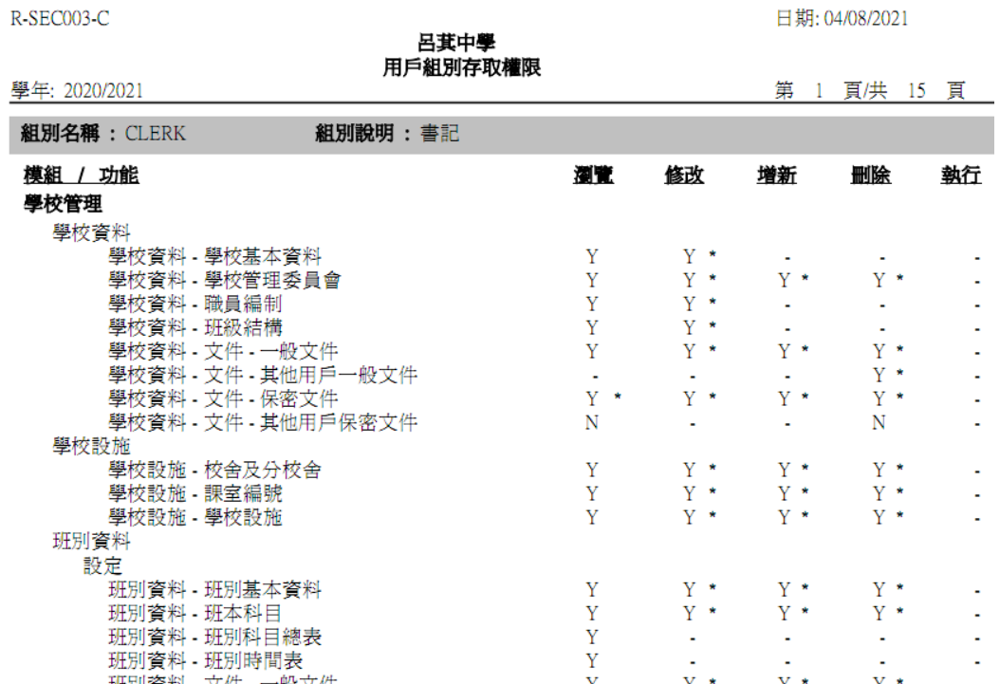 R-SEC003-C 日期: 04/08/2021
呂萁中學
用戶組別存取權限
學年: 2020/2021 第 1 頁/共 15 頁
組別名稱 : CLERK 組別說明 : 書記
模組 / 功能 瀏覽 修改 增新 刪除 執行
學校管理
學校資料
學校資料 - 學校基本資料 Y Y * - - -
學校資料 - 學校管理委員會 Y Y * Y * Y * -
學校資料 - 職員編制 Y Y * - - -
學校資料 - 班級結構 Y Y * - - -
學校資料 - 文件 - 一般文件 Y Y * Y * Y * -
學校資料 - 文件 - 其他用戶一般文件 - - - Y * -
學校資料 - 文件 - 保密文件 Y * Y * Y * Y * -
學校資料 - 文件 - 其他用戶保密文件 N - - N -
學校設施
學校設施 - 校舍及分校舍 Y Y * Y * Y * -
學校設施 - 課室編號 Y Y * Y * Y * -
學校設施 - 學校設施 Y Y * Y * Y * -
班別資料
設定
班別資料 - 班別基本資料 Y Y * Y * Y * -
班別資料 - 班本科目 Y Y * Y * Y * -
班別資料 - 班別科目總表 Y - - - -
班別資料 - 班別時間表 Y - - - -
班別資料 - 文件 - 一般文件 Y Y * Y * Y * -